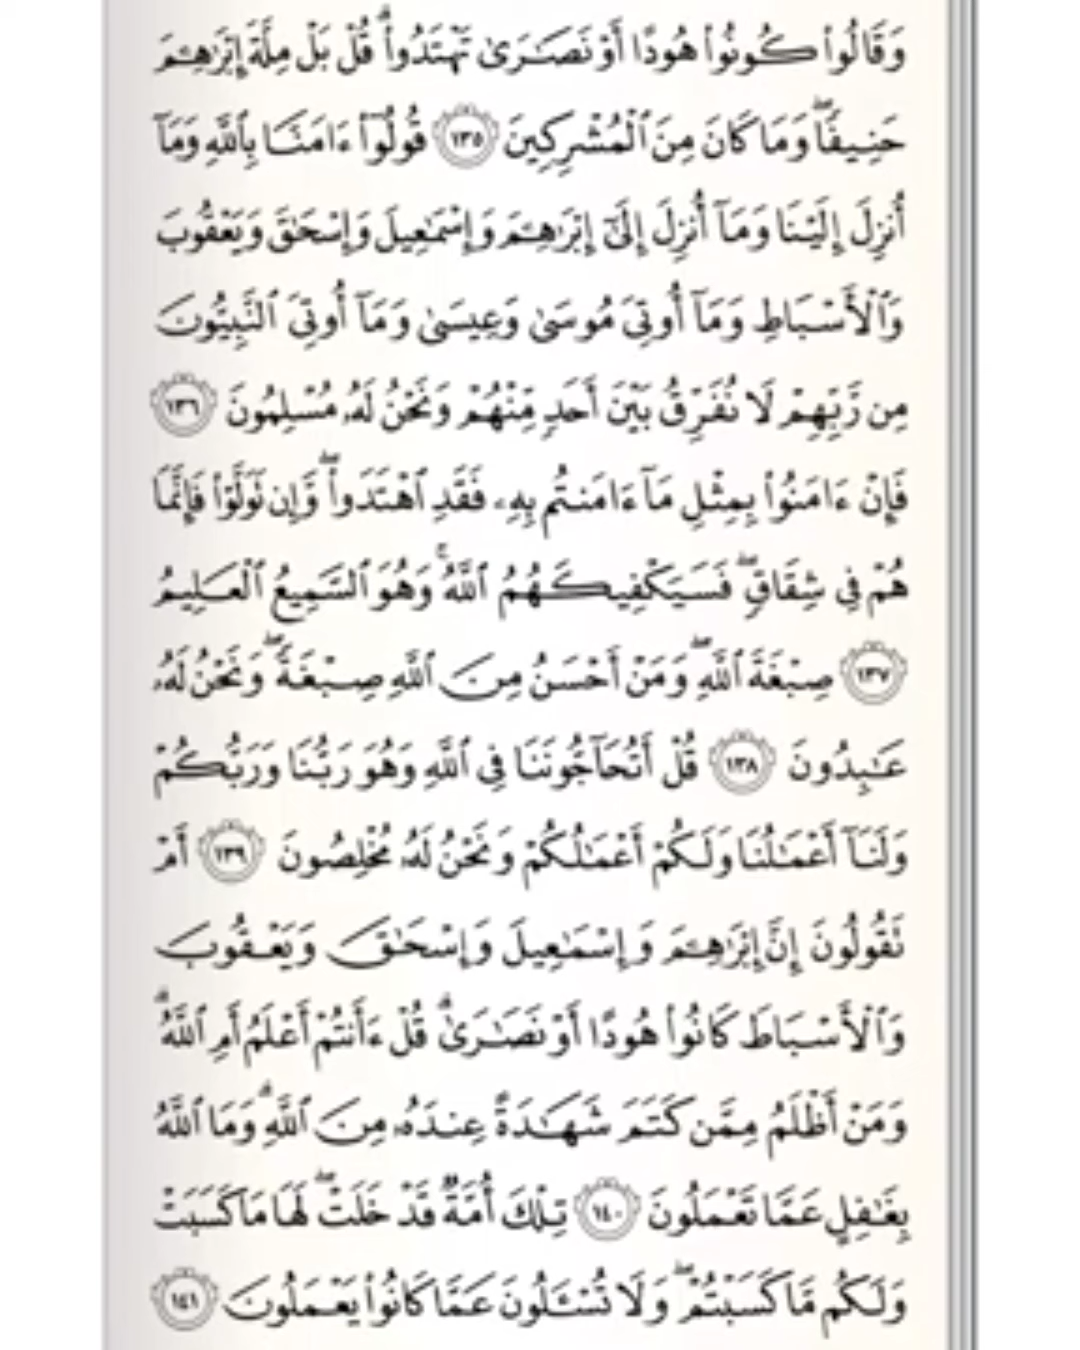 وَقَالُوا۟ كُونُوا۟ هُودًا أَوْ نَصَـٰرَىٰ تَهْتَدُوا۟ ۗ قُلْ بَلْ مِلَّةَ إِبْرَٰهِـۧمَ
حَنِيفًا ۖ وَمَا كَانَ مِنَ ٱلْمُشْرِكِينَ ١٣٥ قُولُوٓا۟ ءَامَنَّا بِٱللَّهِ وَمَآ
أُنزِلَ إِلَيْنَا وَمَآ أُنزِلَ إِلَىٰٓ إِبْرَٰهِـۧمَ وَإِسْمَـٰعِيلَ وَإِسْحَـٰقَ وَيَعْقُوبَ
وَٱلْأَسْبَاطِ وَمَآ أُوتِىَ مُوسَىٰ وَعِيسَىٰ وَمَآ أُوتِىَ ٱلنَّبِيُّونَ
مِن رَّبِّهِمْ لَا نُفَرِّقُ بَيْنَ أَحَدٍ مِّنْهُمْ وَنَحْنُ لَهُۥ مُسْلِمُونَ ١٣٦
فَإِنْ ءَامَنُوا۟ بِمِثْلِ مَآ ءَامَنتُم بِهِۦ فَقَدِ ٱهْتَدَوا۟ ۖ وَّإِن تَوَلَّوْا۟ فَإِنَّمَا
هُمْ فِى شِقَاقٍ ۖ فَسَيَكْفِيكَهُمُ ٱللَّهُ ۚ وَهُوَ ٱلسَّمِيعُ ٱلْعَلِيمُ
١٣٧ صِبْغَةَ ٱللَّهِ ۖ وَمَنْ أَحْسَنُ مِنَ ٱللَّهِ صِبْغَةً ۖ وَنَحْنُ لَهُۥ
عَـٰبِدُونَ ١٣٨ قُلْ أَتُحَآجُّونَنَا فِى ٱللَّهِ وَهُوَ رَبُّنَا وَرَبُّكُمْ
وَلَنَآ أَعْمَـٰلُنَا وَلَكُمْ أَعْمَـٰلُكُمْ وَنَحْنُ لَهُۥ مُخْلِصُونَ ١٣٩ أَمْ
تَقُولُونَ إِنَّ إِبْرَٰهِـۧمَ وَإِسْمَـٰعِيلَ وَإِسْحَـٰقَ وَيَعْقُوبَ
وَٱلْأَسْبَاطَ كَانُوا۟ هُودًا أَوْ نَصَـٰرَىٰ ۗ قُلْ ءَأَنتُمْ أَعْلَمُ أَمِ ٱللَّهُ ۗ
وَمَنْ أَظْلَمُ مِمَّن كَتَمَ شَهَـٰدَةً عِندَهُۥ مِنَ ٱللَّهِ ۗ وَمَا ٱللَّهُ
بِغَـٰفِلٍ عَمَّا تَعْمَلُونَ ١٤٠ تِلْكَ أُمَّةٌ قَدْ خَلَتْ ۖ لَهَا مَا كَسَبَتْ
وَلَكُم مَّا كَسَبْتُمْ ۖ وَلَا تُسْـَٔلُونَ عَمَّا كَانُوا۟ يَعْمَلُونَ ١٤١